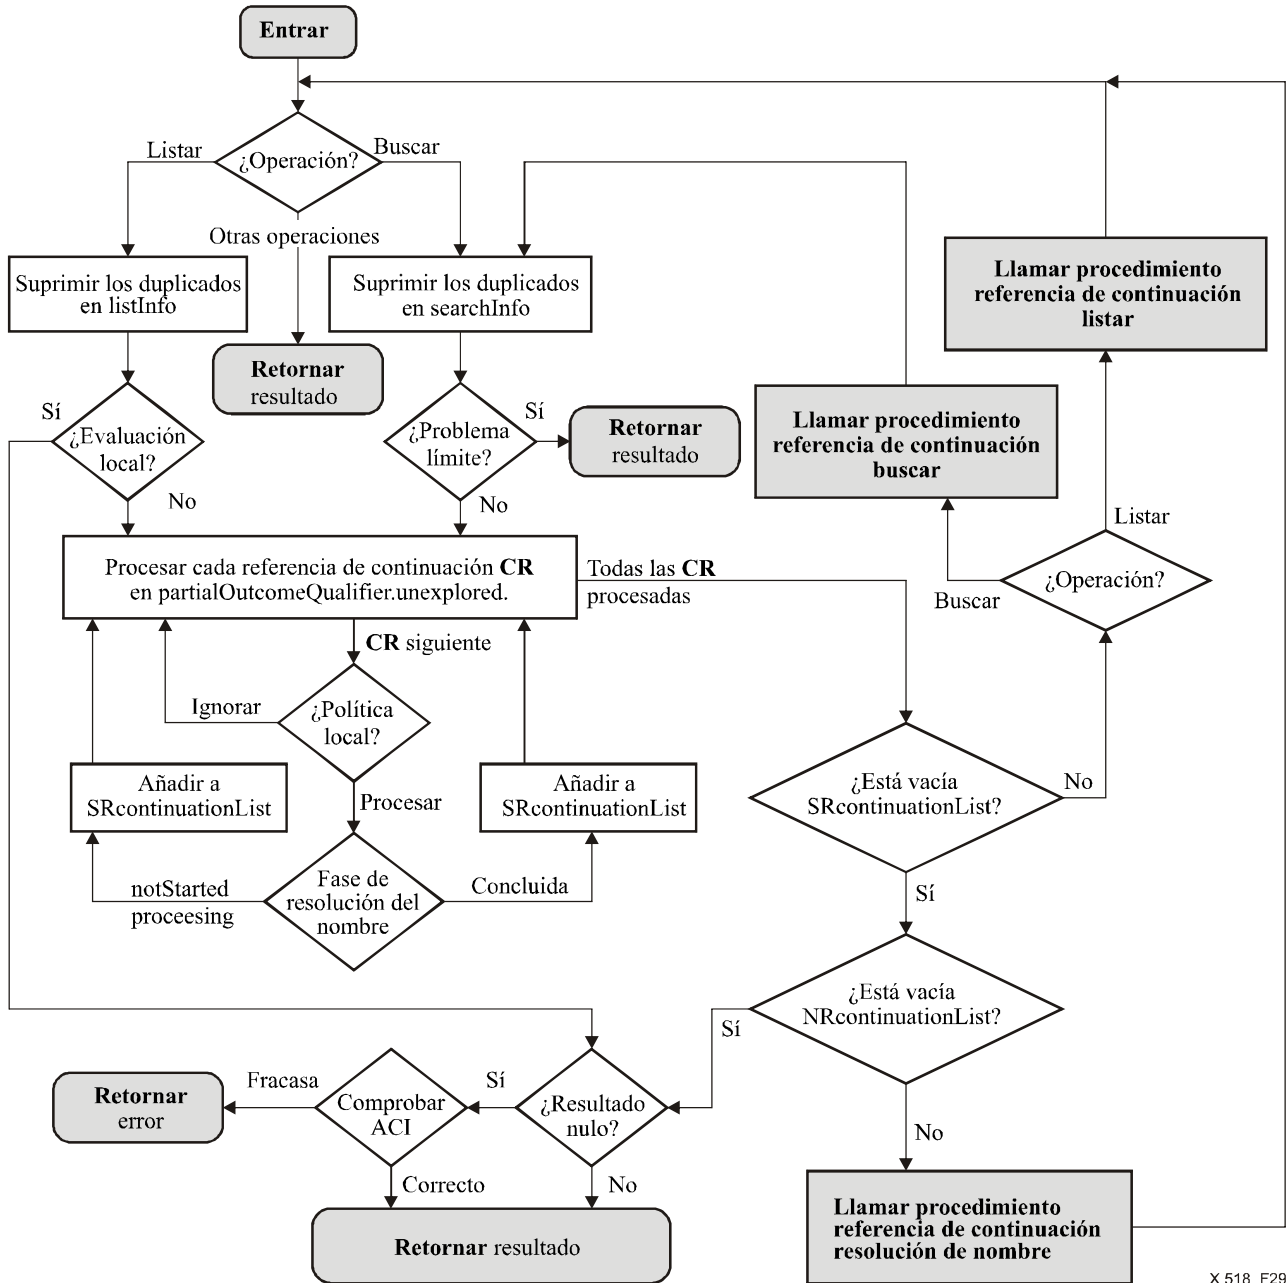 Entrar
Listar
¿Operación?
Buscar
Otras operaciones
Suprimir los duplicados
en listInfo
Suprimir los duplicados
en searchInfo
Llamar procedimiento
referencia de continuación
listar
Retornar
resultado
Sí
¿Evaluación
local?
No
¿Problema
límite?
Sí
No
Retornar
resultado
Llamar procedimiento
referencia de continuación
buscar
Listar
¿Operación?
Buscar
Procesar cada referencia de continuación CR
en partialOutcomeQualifier.unexplored.
Todas las CR
procesadas
CR siguiente
Ignorar
¿Política
local?
Procesar
Añadir a
SRcontinuationList
Añadir a
SRcontinuationList
¿Está vacía
SRcontinuationList?
No
Sí
notStarted
proceesing
Fase de
resolución del
nombre
Concluida
¿Está vacía
NRcontinuationList?
Sí
No
Retornar
error
Fracasa
Comprobar
ACI
Sí
¿Resultado
nulo?
Correcto
No
Retornar resultado
Llamar procedimiento
referencia de continuación
resolución de nombre
X.518_F29